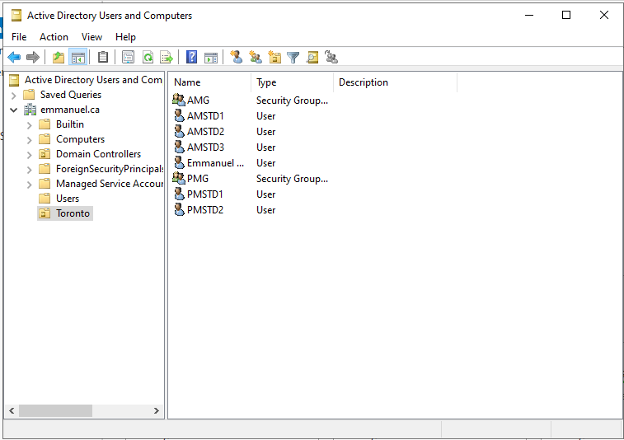 Active Directory Users and Computers
File Action View Help
Active Directory Users and Com
Saved Queries
emmanuel.ca
Builtin
Computers
Domain Controllers
ForeignSecurityPrincipals
Managed Service Accour
Users
Toronto
Name Type Description
AMG Security Group...
AMSTD1 User
AMSTD2 User
AMSTD3 User
Emmanuel ... User
PMG Security Group...
PMSTD1 User
PMSTD2 User